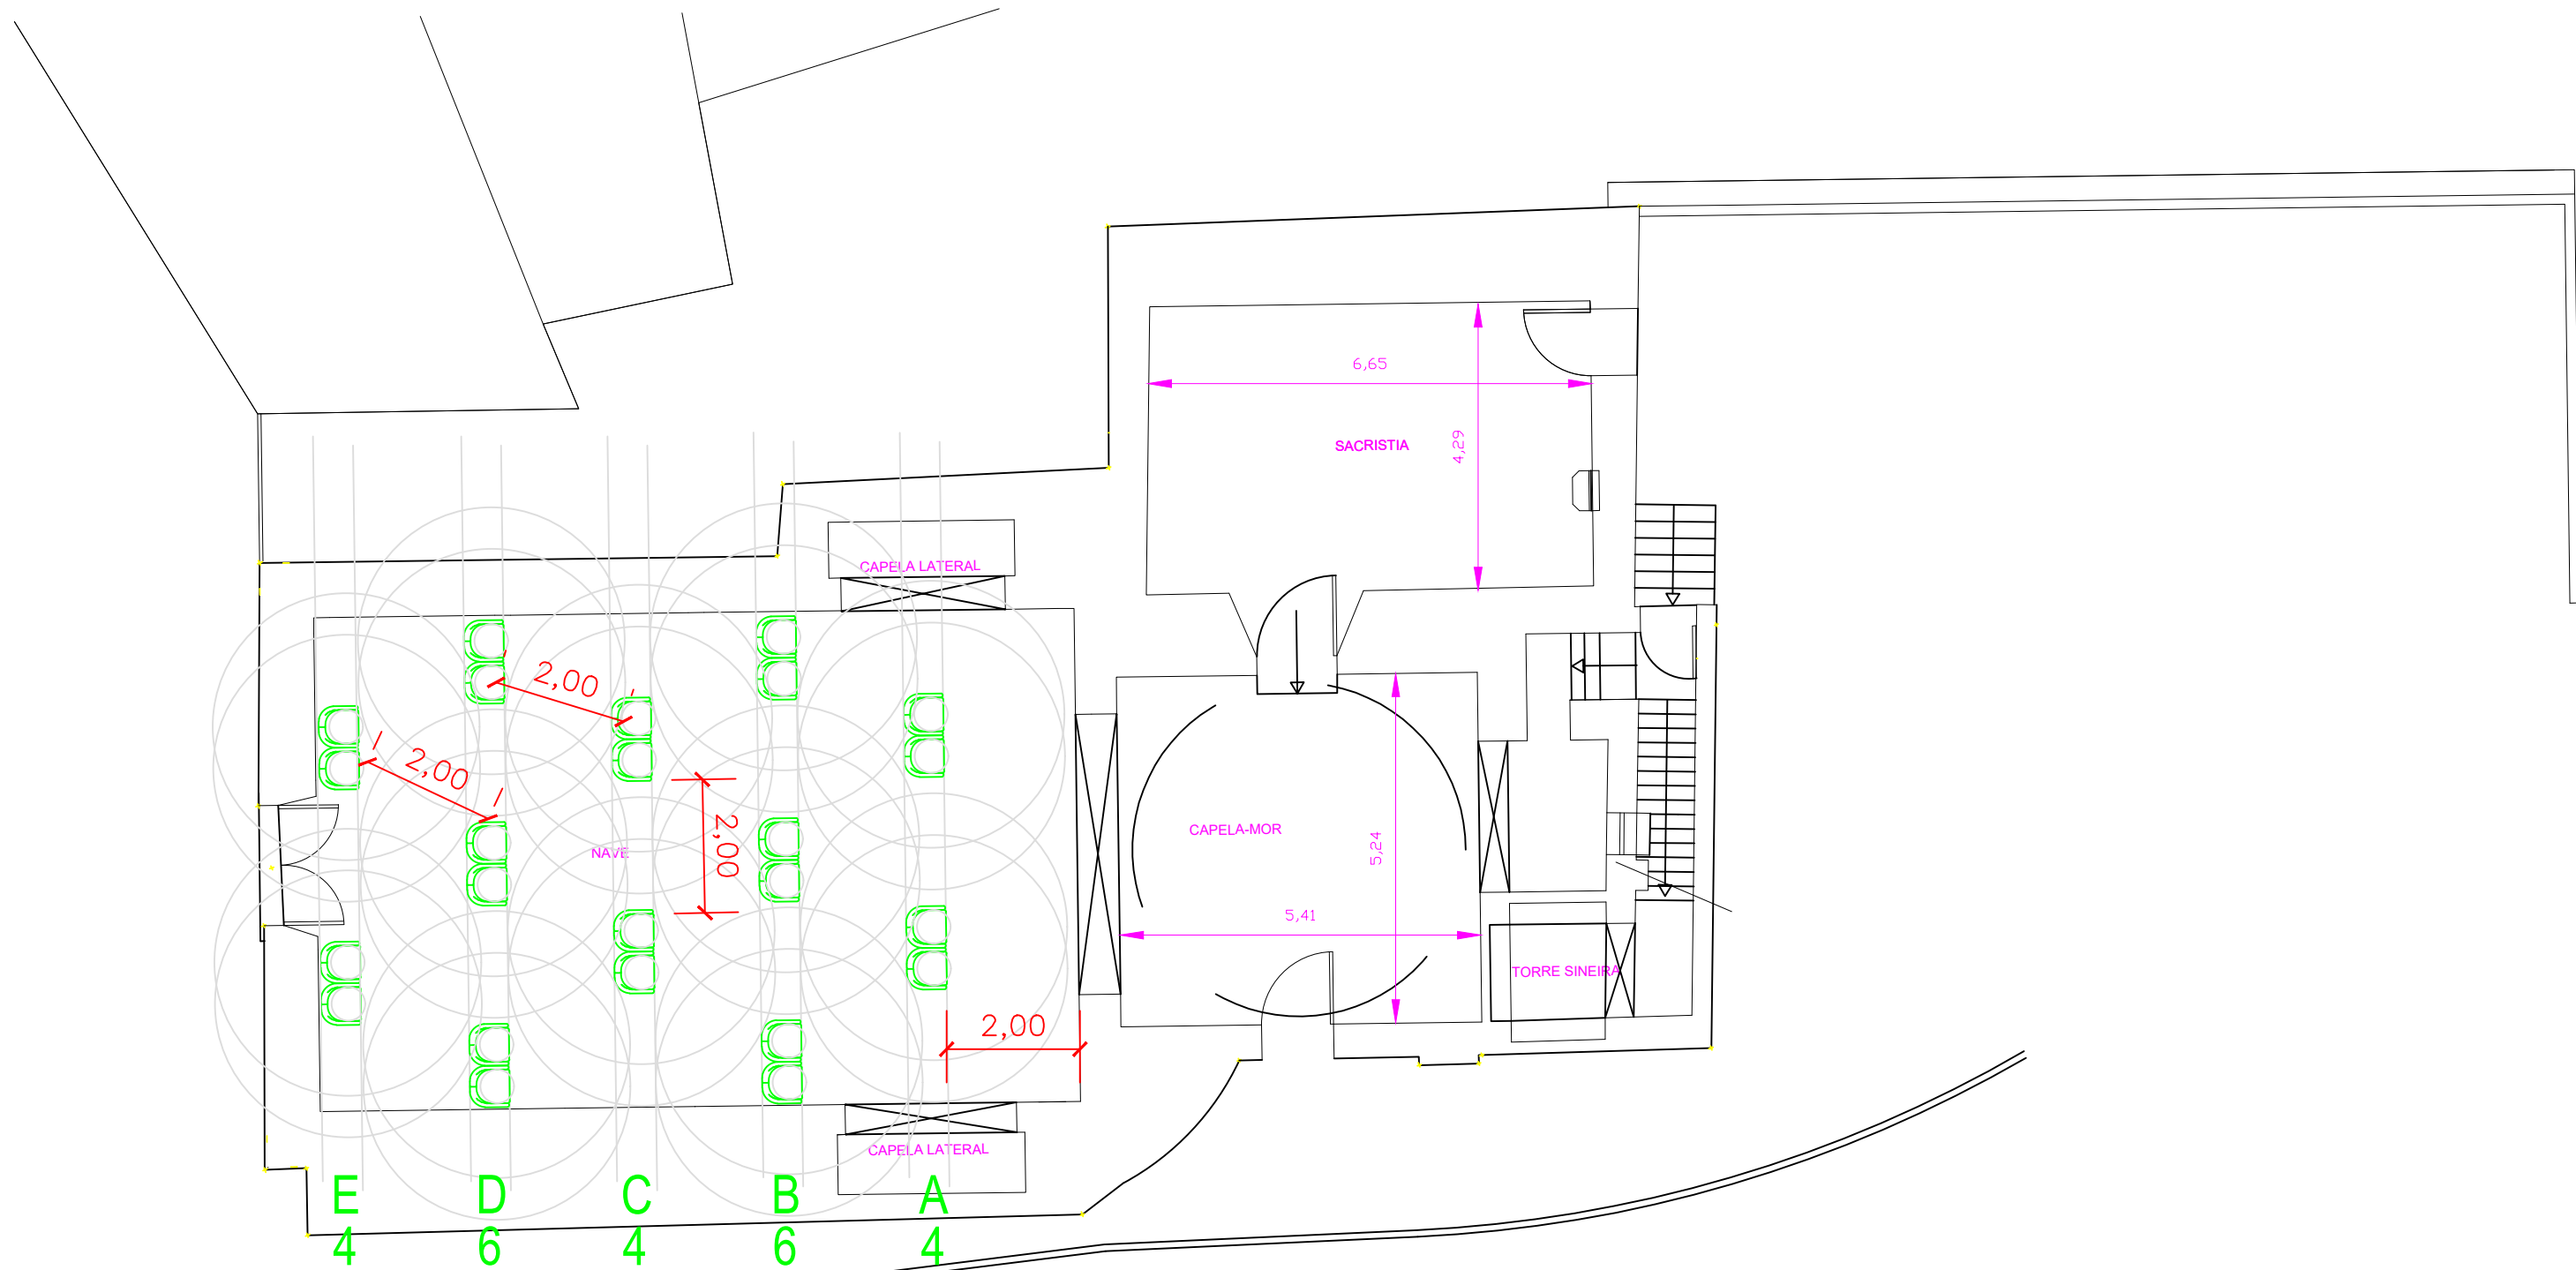 6,65
SACRISTIA
4,29
CAPELA LATERAL
2,00
2,00
2,00
NAVE
CAPELA-MOR
5,24
5,41
TORRE SINEIRA
2,00
CAPELA LATERAL
E D C B A
4 6 4 6 4